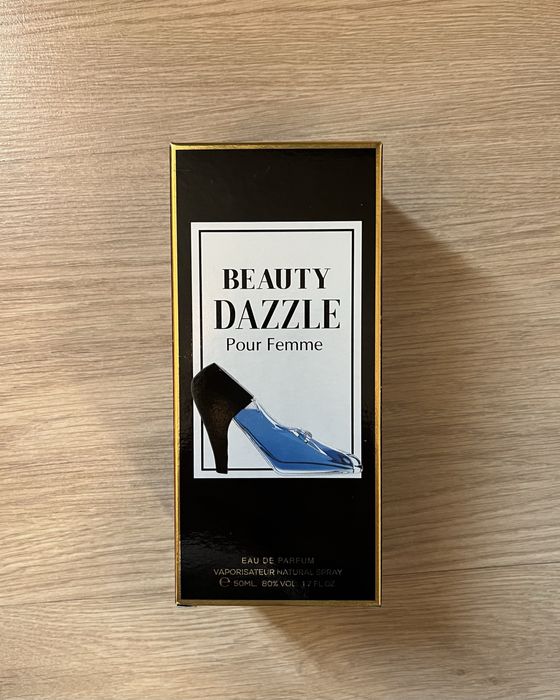 BEAUTY
DAZZLE
Pour Femme
EAU DE PARFUM
VAPORISATEUR NATURAL SPRAY
℮ 50ML. 80% VOL. 1.7 FL.OZ